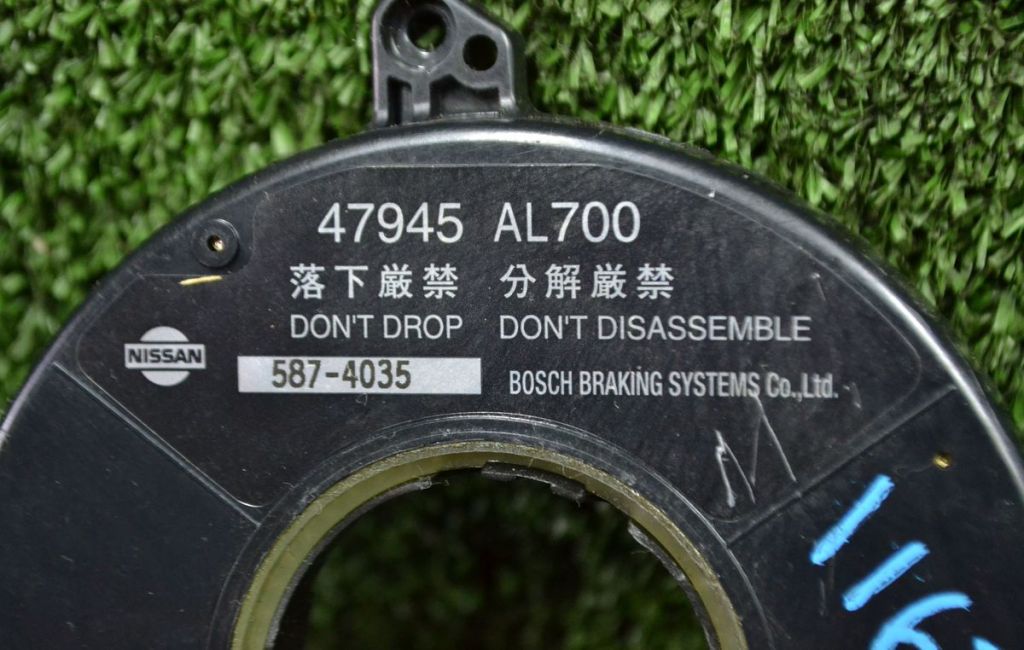 47945 AL700
落下厳禁 分解厳禁
DON'T DROP DON'T DISASSEMBLE
NISSAN
587-4035
BOSCH BRAKING SYSTEMS Co.,Ltd.